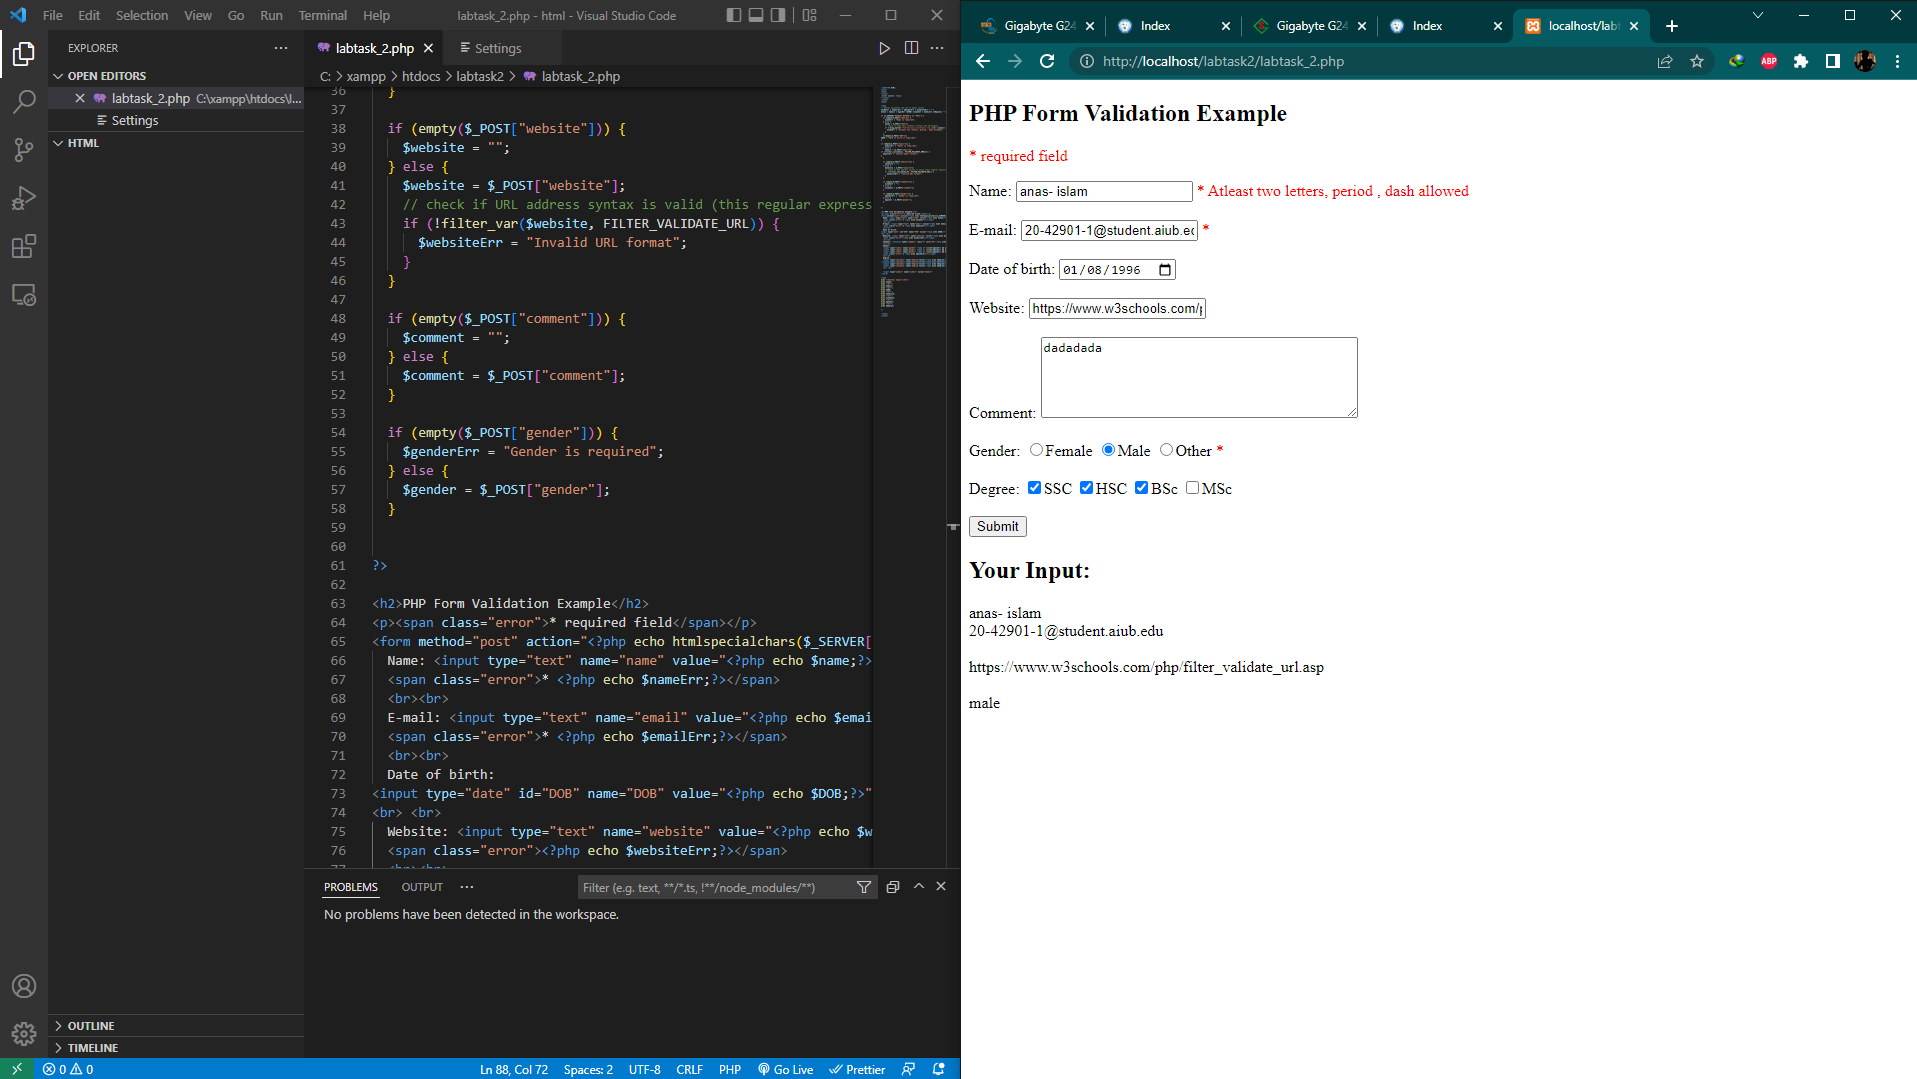 File Edit Selection View Go Run Terminal Help
labtask_2.php - html - Visual Studio Code
EXPLORER
OPEN EDITORS
labtask_2.php C:\xampp\htdocs\l...
Settings
HTML
OUTLINE
TIMELINE
labtask_2.php
Settings
C: > xampp > htdocs > labtask2 > labtask_2.php
36 }
37
38 if (empty($_POST["website"])) {
39 $website = "";
40 } else {
41 $website = $_POST["website"];
42 // check if URL address syntax is valid (this regular express
43 if (!filter_var($website, FILTER_VALIDATE_URL)) {
44 $websiteErr = "Invalid URL format";
45 }
46 }
47
48 if (empty($_POST["comment"])) {
49 $comment = "";
50 } else {
51 $comment = $_POST["comment"];
52 }
53
54 if (empty($_POST["gender"])) {
55 $genderErr = "Gender is required";
56 } else {
57 $gender = $_POST["gender"];
58 }
59
60
61 ?>
62
63 <h2>PHP Form Validation Example</h2>
64 <p><span class="error">* required field</span></p>
65 <form method="post" action="<?php echo htmlspecialchars($_SERVER[
66 Name: <input type="text" name="name" value="<?php echo $name;?>
67 <span class="error">* <?php echo $nameErr;?></span>
68 <br><br>
69 E-mail: <input type="text" name="email" value="<?php echo $emai
70 <span class="error">* <?php echo $emailErr;?></span>
71 <br><br>
72 Date of birth:
73 <input type="date" id="DOB" name="DOB" value="<?php echo $DOB;?>"
74 <br> <br>
75 Website: <input type="text" name="website" value="<?php echo $w
76 <span class="error"><?php echo $websiteErr;?></span>
77 <br><br>
PROBLEMS OUTPUT ...
Filter (e.g. text, **/*.ts, !**/node_modules/**)
No problems have been detected in the workspace.
0 0
Ln 88, Col 72 Spaces: 2 UTF-8 CRLF PHP Go Live Prettier
Gigabyte G24 Index Gigabyte G24 Index localhost/labt
http://localhost/labtask2/labtask_2.php
ABP
PHP Form Validation Example
* required field
Name: anas- islam * Atleast two letters, period , dash allowed
E-mail: 20-42901-1@student.aiub.ec *
Date of birth: 01/08/1996
Website: https://www.w3schools.com/p
dadadada
Comment:
Gender: Female Male Other *
Degree: SSC HSC BSc MSc
Submit
Your Input:
anas- islam
20-42901-1@student.aiub.edu
https://www.w3schools.com/php/filter_validate_url.asp
male